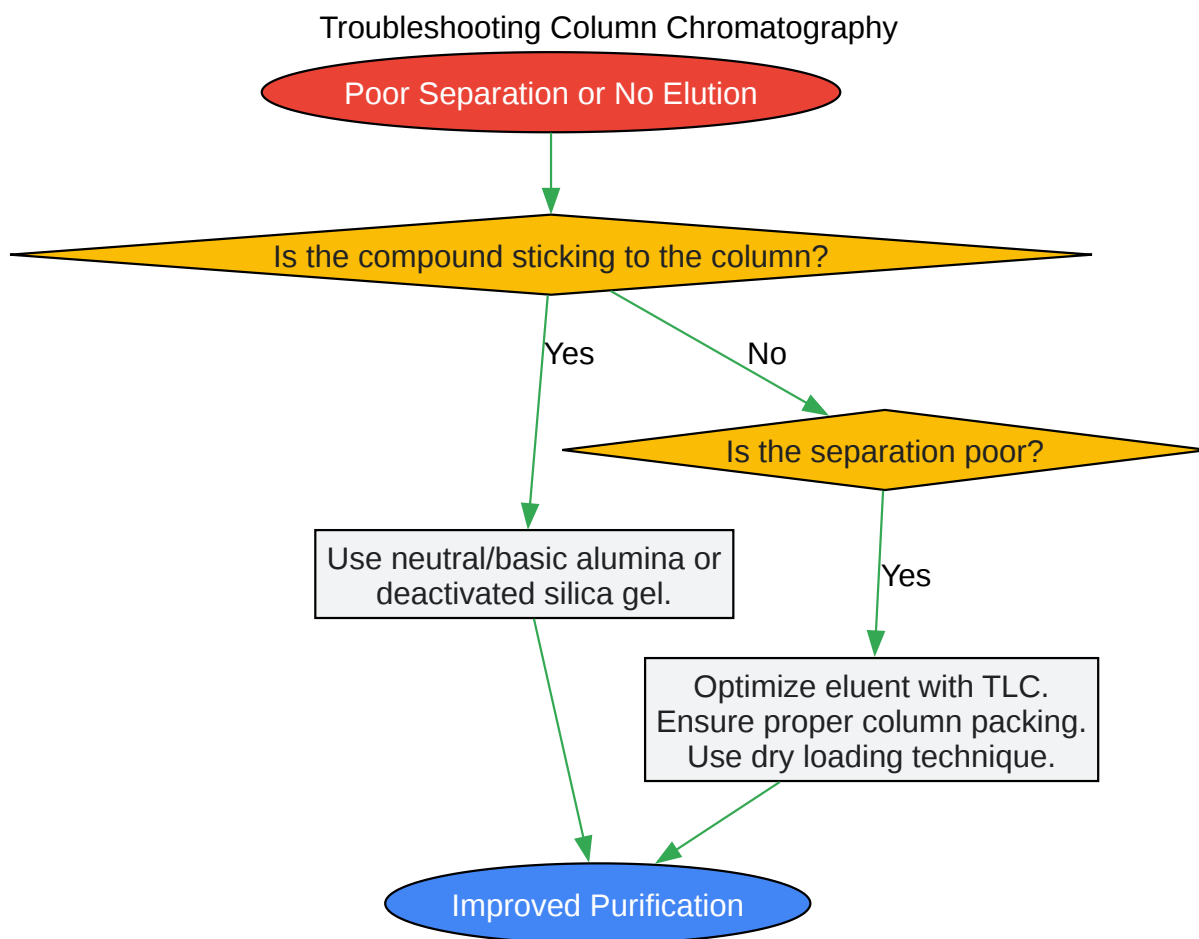 Troubleshooting Column Chromatography
Poor Separation or No Elution
Is the compound sticking to the column?
Yes
No
Is the separation poor?
Use neutral/basic alumina or
deactivated silica gel.
Yes
Optimize eluent with TLC.
Ensure proper column packing.
Use dry loading technique.
Improved Purification